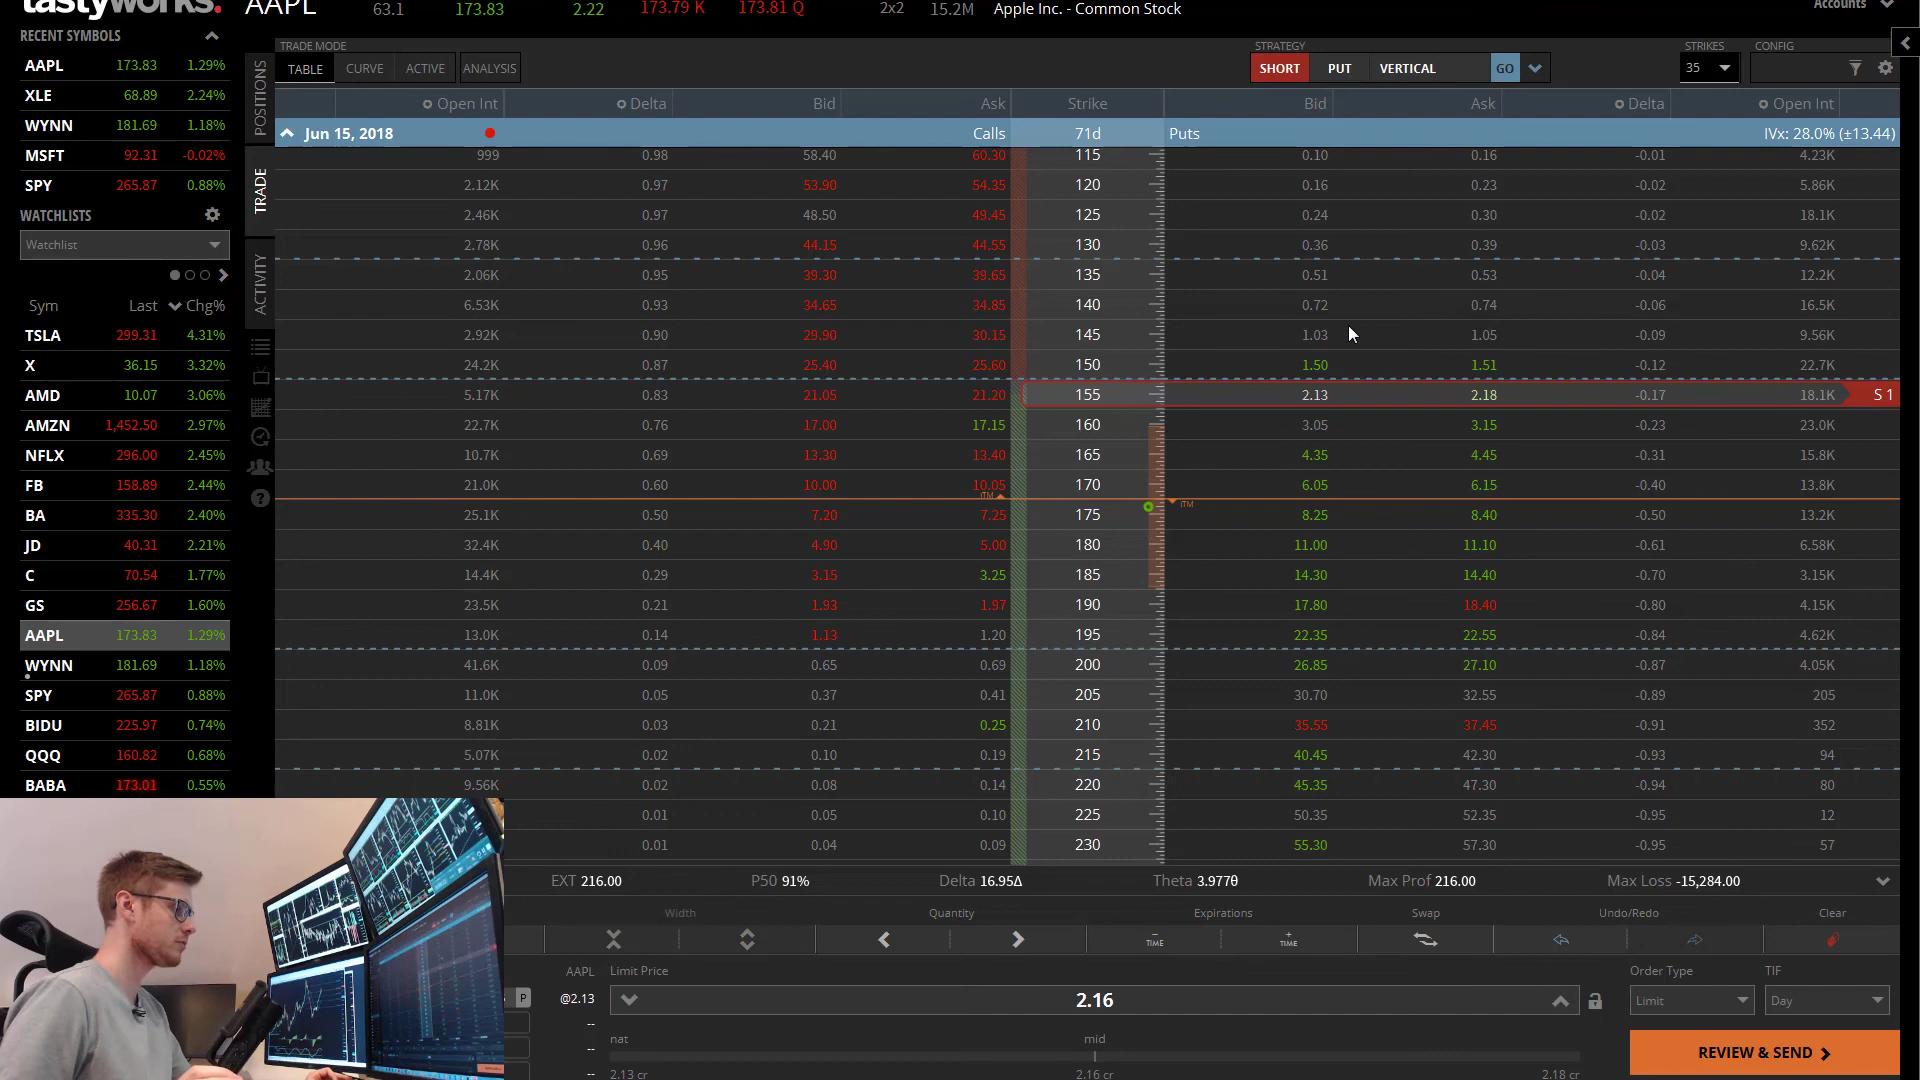 tastyworks.
AAPL 63.1 173.83 2.22 173.79 K 173.81 Q 2x2 15.2M Apple Inc. - Common Stock
Accounts
RECENT SYMBOLS
AAPL 173.83 1.29%
XLE 68.89 2.24%
WYNN 181.69 1.18%
MSFT 92.31 -0.02%
SPY 265.87 0.88%
WATCHLISTS
Watchlist
Sym Last Chg%
TSLA 299.31 4.31%
X 36.15 3.32%
AMD 10.07 3.06%
AMZN 1,452.50 2.97%
NFLX 296.00 2.45%
FB 158.89 2.44%
BA 335.30 2.40%
JD 40.31 2.21%
C 70.54 1.77%
GS 256.67 1.60%
AAPL 173.83 1.29%
WYNN 181.69 1.18%
SPY 265.87 0.88%
BIDU 225.97 0.74%
QQQ 160.82 0.68%
BABA 173.01 0.55%
POSITIONS
TRADE
ACTIVITY
TRADE MODE
TABLE CURVE ACTIVE ANALYSIS
STRATEGY
SHORT PUT VERTICAL GO
STRIKES
35
CONFIG
Open Int Delta Bid Ask Strike Bid Ask Delta Open Int
Jun 15, 2018 Calls 71d Puts IVx: 28.0% (±13.44)
999 0.98 58.40 60.30 115 0.10 0.16 -0.01 4.23K
2.12K 0.97 53.90 54.35 120 0.16 0.23 -0.02 5.86K
2.46K 0.97 48.50 49.45 125 0.24 0.30 -0.02 18.1K
2.78K 0.96 44.15 44.55 130 0.36 0.39 -0.03 9.62K
2.06K 0.95 39.30 39.65 135 0.51 0.53 -0.04 12.2K
6.53K 0.93 34.65 34.85 140 0.72 0.74 -0.06 16.5K
2.92K 0.90 29.90 30.15 145 1.03 1.05 -0.09 9.56K
24.2K 0.87 25.40 25.60 150 1.50 1.51 -0.12 22.7K
5.17K 0.83 21.05 21.20 155 2.13 2.18 -0.17 18.1K S 1
22.7K 0.76 17.00 17.15 160 3.05 3.15 -0.23 23.0K
10.7K 0.69 13.30 13.40 165 4.35 4.45 -0.31 15.8K
21.0K 0.60 10.00 10.05 170 6.05 6.15 -0.40 13.8K
ITM ITM
25.1K 0.50 7.20 7.25 175 8.25 8.40 -0.50 13.2K
32.4K 0.40 4.90 5.00 180 11.00 11.10 -0.61 6.58K
14.4K 0.29 3.15 3.25 185 14.30 14.40 -0.70 3.15K
23.5K 0.21 1.93 1.97 190 17.80 18.40 -0.80 4.15K
13.0K 0.14 1.13 1.20 195 22.35 22.55 -0.84 4.62K
41.6K 0.09 0.65 0.69 200 26.85 27.10 -0.87 4.05K
11.0K 0.05 0.37 0.41 205 30.70 32.55 -0.89 205
8.81K 0.03 0.21 0.25 210 35.55 37.45 -0.91 352
5.07K 0.02 0.10 0.19 215 40.45 42.30 -0.93 94
9.56K 0.02 0.08 0.14 220 45.35 47.30 -0.94 80
0.01 0.05 0.10 225 50.35 52.35 -0.95 12
0.01 0.04 0.09 230 55.30 57.30 -0.95 57
EXT 216.00 P50 91% Delta 16.95Δ Theta 3.977θ Max Prof 216.00 Max Loss -15,284.00
Width Quantity Expirations Swap Undo/Redo Clear
TIME TIME
AAPL Limit Price Order Type TIF
P @2.13 2.16 Limit Day
--
nat mid
--
--
2.13 cr 2.16 cr 2.18 cr
REVIEW & SEND